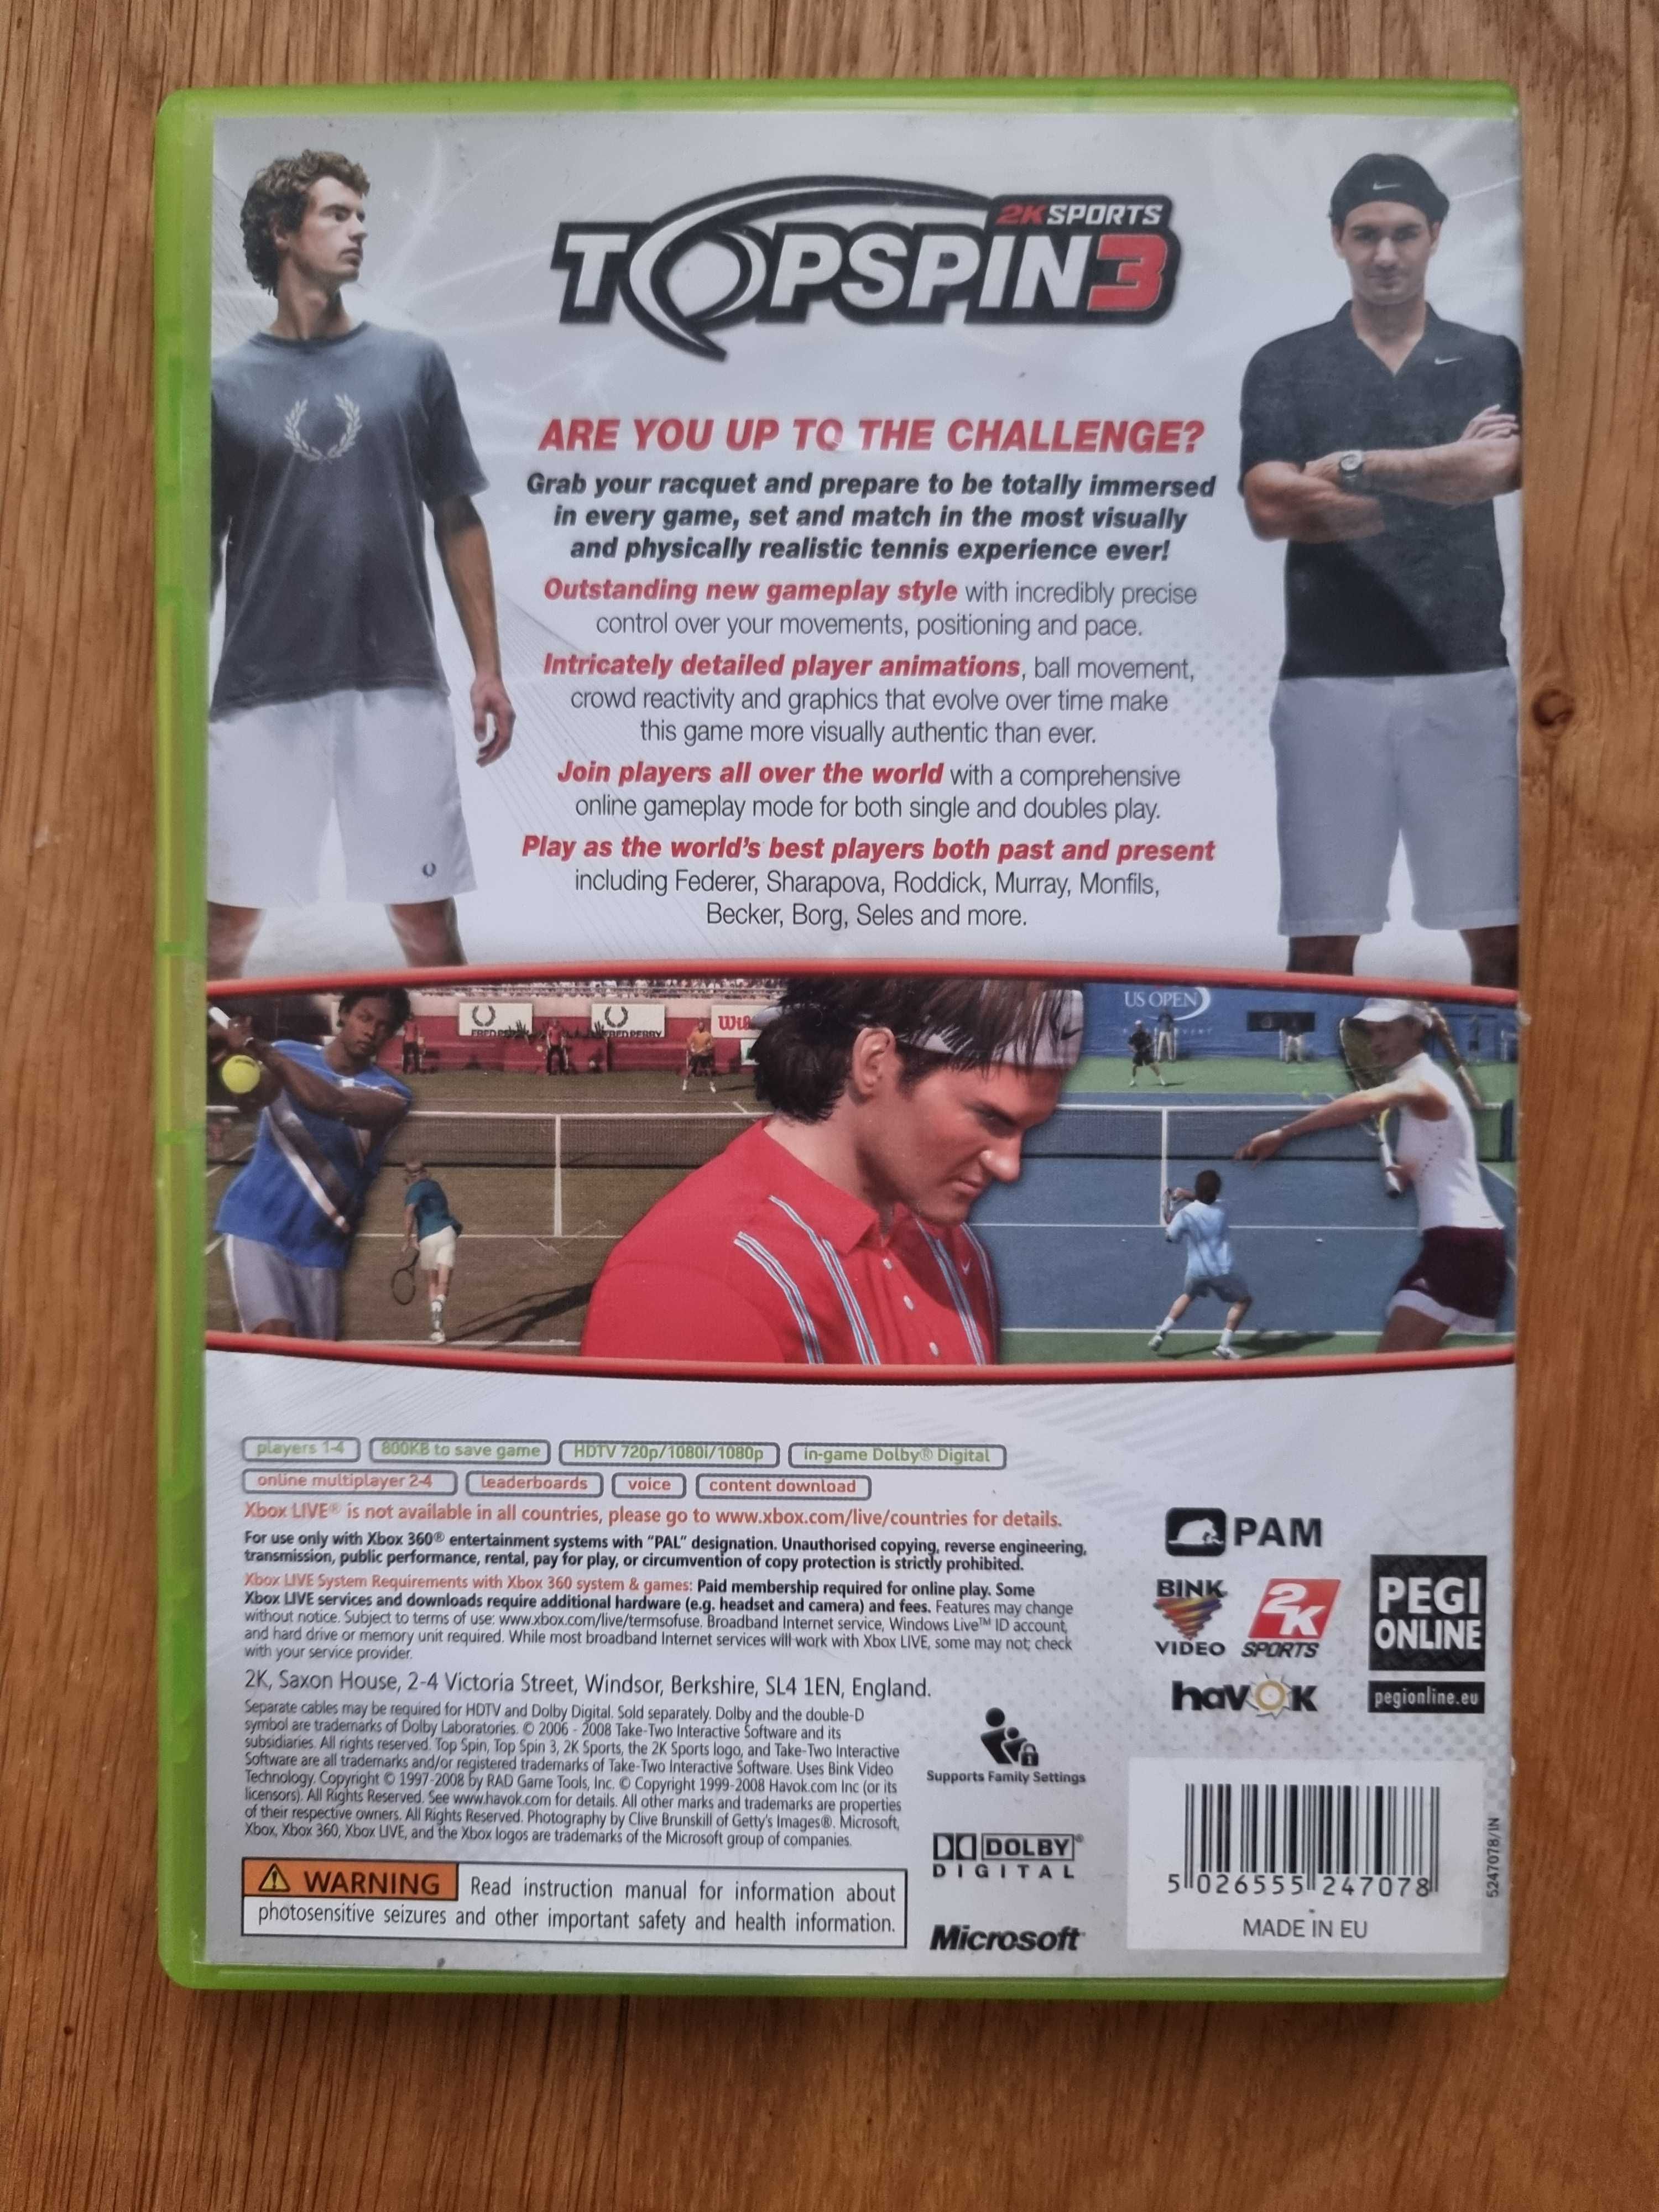 2K SPORTS
TOPSPIN 3
ARE YOU UP TO THE CHALLENGE?
Grab your racquet and prepare to be totally immersed
in every game, set and match in the most visually
and physically realistic tennis experience ever!
Outstanding new gameplay style with incredibly precise
control over your movements, positioning and pace.
Intricately detailed player animations, ball movement,
crowd reactivity and graphics that evolve over time make
this game more visually authentic than ever.
Join players all over the world with a comprehensive
online gameplay mode for both single and doubles play.
Play as the world's best players both past and present
including Federer, Sharapova, Roddick, Murray, Monfils,
Becker, Borg, Seles and more.
FRED PERRY
US OPEN
players 1-4 800KB to save game HDTV 720p/1080i/1080p in-game Dolby® Digital
online multiplayer 2-4 leaderboards voice content download
Xbox LIVE® is not available in all countries, please go to www.xbox.com/live/countries for details.
For use only with Xbox 360® entertainment systems with "PAL" designation. Unauthorised copying, reverse engineering,
transmission, public performance, rental, pay for play, or circumvention of copy protection is strictly prohibited.
Xbox LIVE System Requirements with Xbox 360 system & games: Paid membership required for online play. Some
Xbox LIVE services and downloads require additional hardware (e.g. headset and camera) and fees. Features may change
without notice. Subject to terms of use: www.xbox.com/live/termsofuse. Broadband Internet service, Windows Live™ ID account,
and hard drive or memory unit required. While most broadband Internet services will work with Xbox LIVE, some may not; check
with your service provider.
2K, Saxon House, 2-4 Victoria Street, Windsor, Berkshire, SL4 1EN, England.
Separate cables may be required for HDTV and Dolby Digital. Sold separately. Dolby and the double-D
symbol are trademarks of Dolby Laboratories. © 2006 - 2008 Take-Two Interactive Software and its
subsidiaries. All rights reserved. Top Spin, Top Spin 3, 2K Sports, the 2K Sports logo, and Take-Two Interactive
Software are all trademarks and/or registered trademarks of Take-Two Interactive Software. Uses Bink Video
Technology. Copyright © 1997-2008 by RAD Game Tools, Inc. © Copyright 1999-2008 Havok.com Inc (or its
licensors). All Rights Reserved. See www.havok.com for details. All other marks and trademarks are properties
of their respective owners. All Rights Reserved. Photography by Clive Brunskill of Getty's Images®. Microsoft,
Xbox, Xbox 360, Xbox LIVE, and the Xbox logos are trademarks of the Microsoft group of companies.
WARNING Read instruction manual for information about
photosensitive seizures and other important safety and health information.
PAM
BINK
VIDEO
2K
SPORTS
PEGI
ONLINE
havok
pegionline.eu
Supports Family Settings
DOLBY®
DIGITAL
Microsoft
5 026555 247078
MADE IN EU
5247078/IN